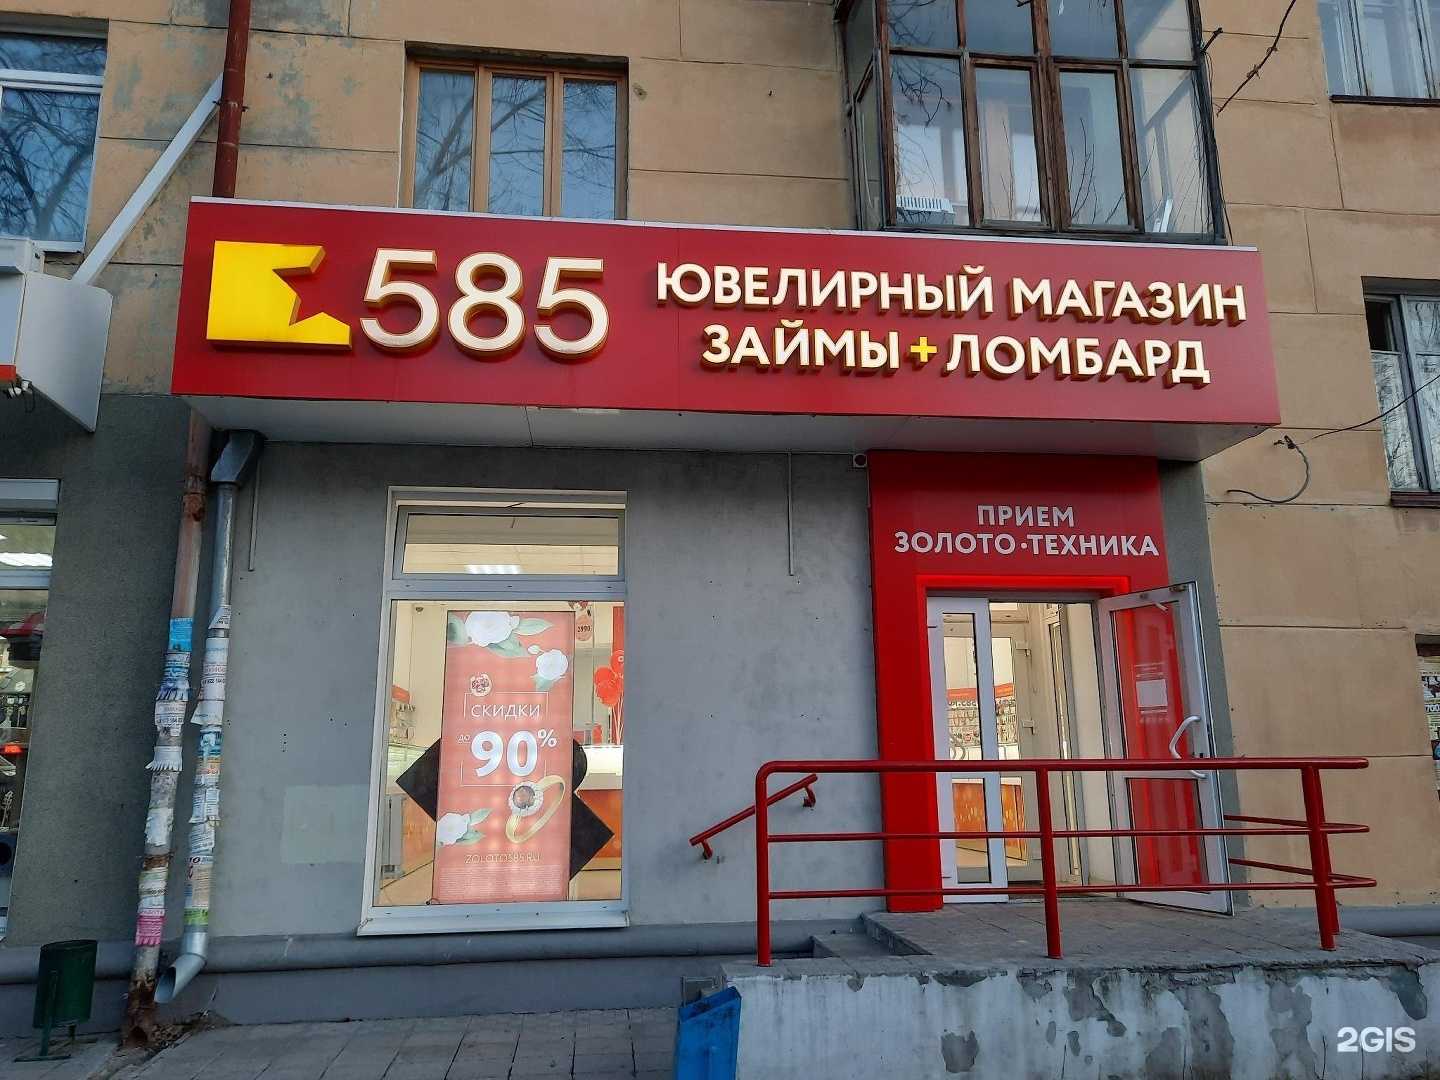 585
ЮВЕЛИРНЫЙ МАГАЗИН
ЗАЙМЫ + ЛОМБАРД
ПРИЕМ
ЗОЛОТО · ТЕХНИКА
СКИДКИ
ДО 90%
ZOLOTO585.RU
2GIS